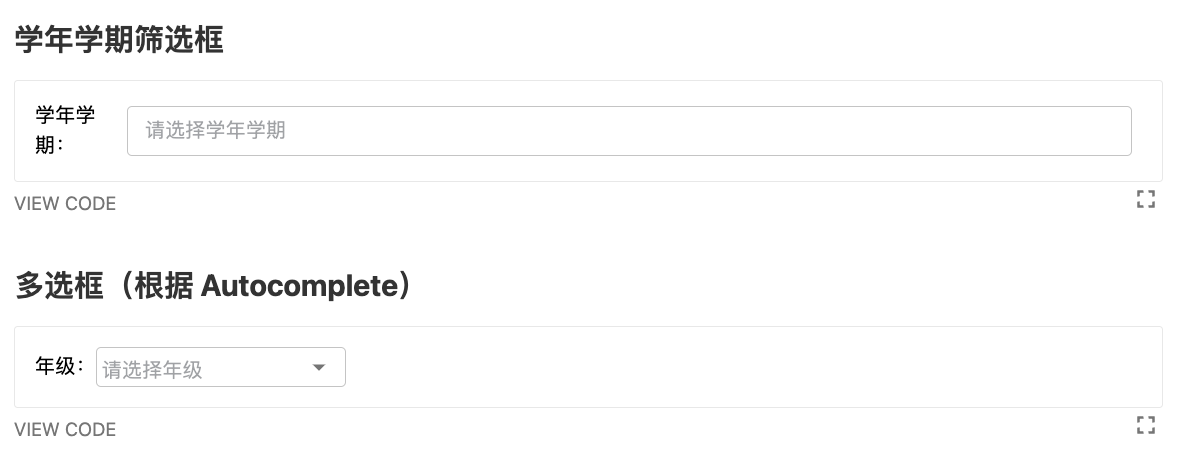 学年学期筛选框
学年学
期：
请选择学年学期
VIEW CODE
多选框（根据 Autocomplete）
年级：
请选择年级
VIEW CODE